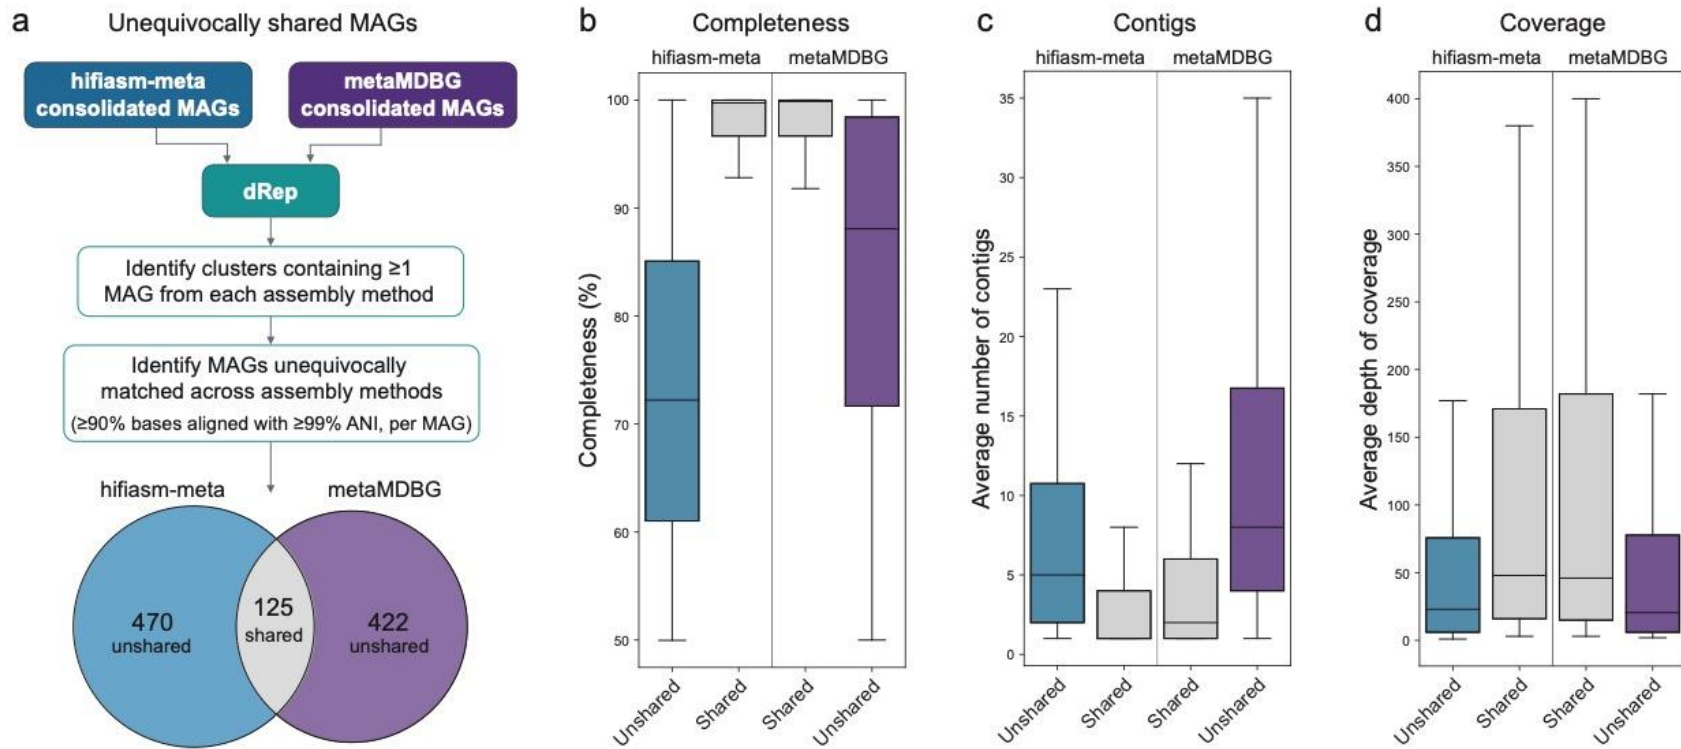 a
Unequivocally shared MAGs
hifiasm-meta
consolidated MAGs
metaMDBG
consolidated MAGs
dRep
Identify clusters containing ≥1
MAG from each assembly method
Identify MAGs unequivocally
matched across assembly methods
(≥90% bases aligned with ≥99% ANI, per MAG)
hifiasm-meta
metaMDBG
470
unshared
125
shared
422
unshared
b
Completeness
hifiasm-meta
metaMDBG
Completeness (%)
100
90
80
70
60
50
Unshared
Shared
Shared
Unshared
c
Contigs
hifiasm-meta
metaMDBG
Average number of contigs
35
30
25
20
15
10
5
0
Unshared
Shared
Shared
Unshared
d
Coverage
hifiasm-meta
metaMDBG
Average depth of coverage
400
350
300
250
200
150
100
50
0
Unshared
Shared
Shared
Unshared